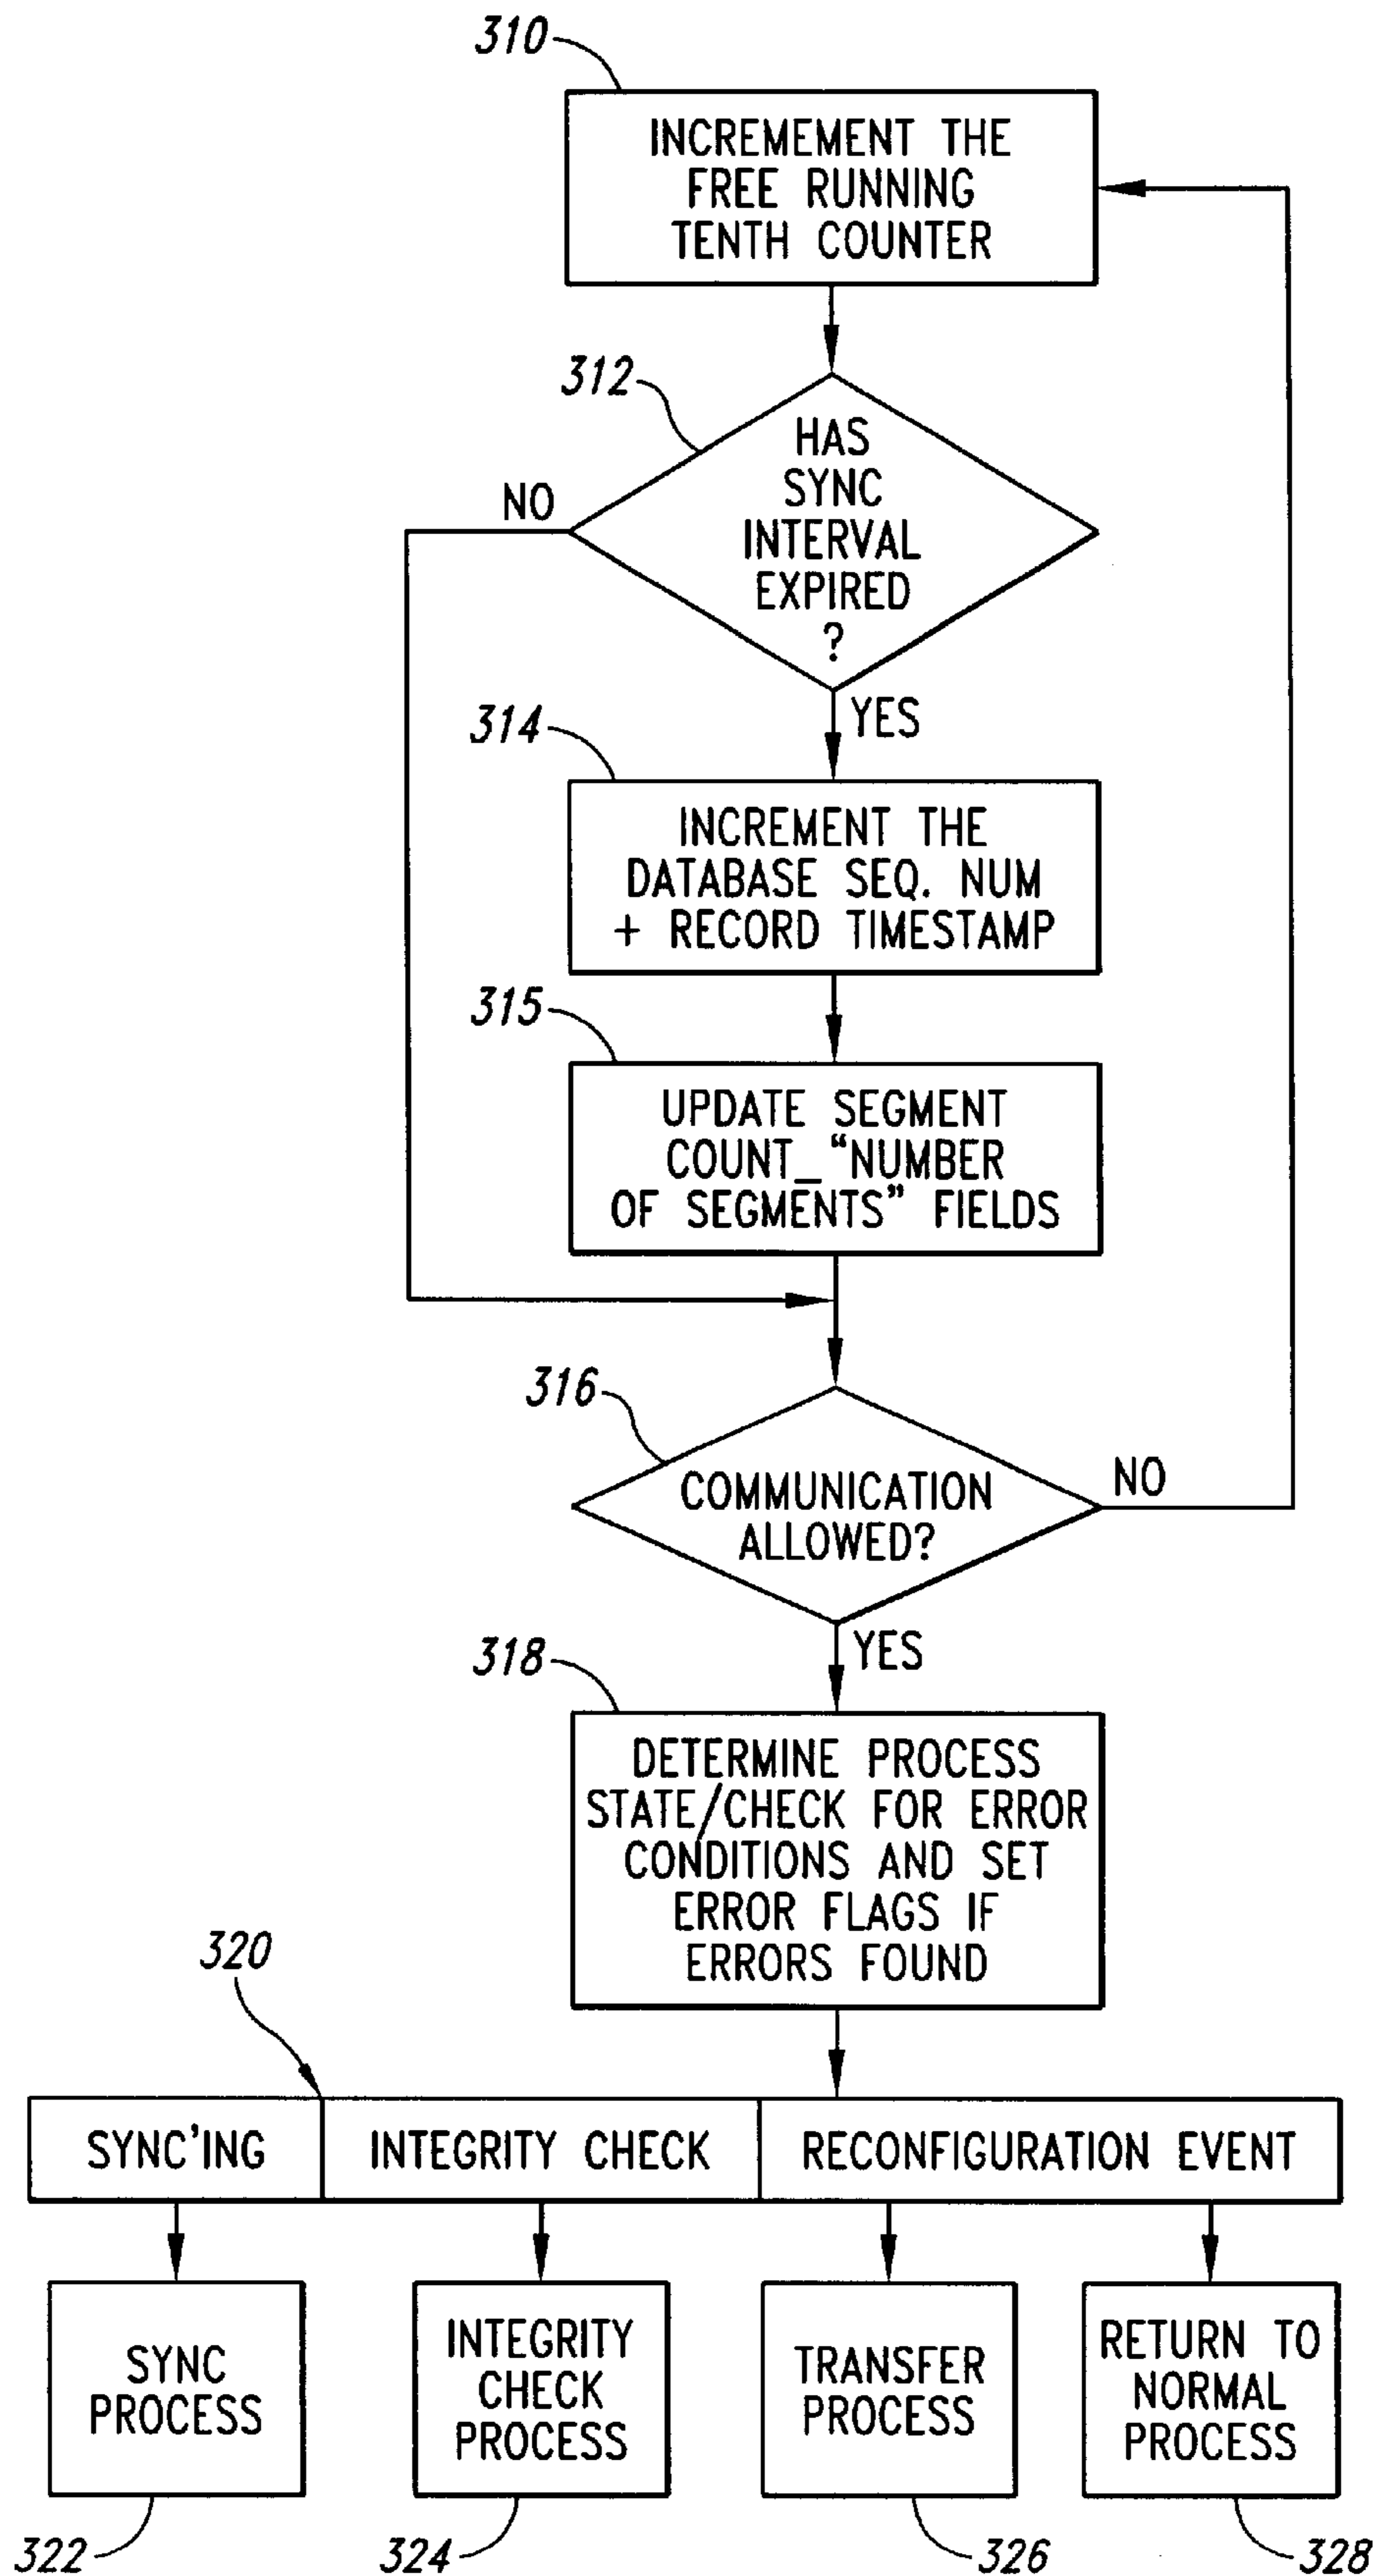 310
INCREMEMENT THE
FREE RUNNING
TENTH COUNTER
312
HAS
SYNC
INTERVAL
EXPIRED
?
NO
YES
314
INCREMENT THE
DATABASE SEQ. NUM
+ RECORD TIMESTAMP
315
UPDATE SEGMENT
COUNT_ “NUMBER
OF SEGMENTS” FIELDS
316
COMMUNICATION
ALLOWED?
NO
YES
318
DETERMINE PROCESS
STATE/CHECK FOR ERROR
CONDITIONS AND SET
ERROR FLAGS IF
ERRORS FOUND
320
SYNC'ING
INTEGRITY CHECK
RECONFIGURATION EVENT
SYNC
PROCESS
INTEGRITY
CHECK
PROCESS
TRANSFER
PROCESS
RETURN TO
NORMAL
PROCESS
322
324
326
328